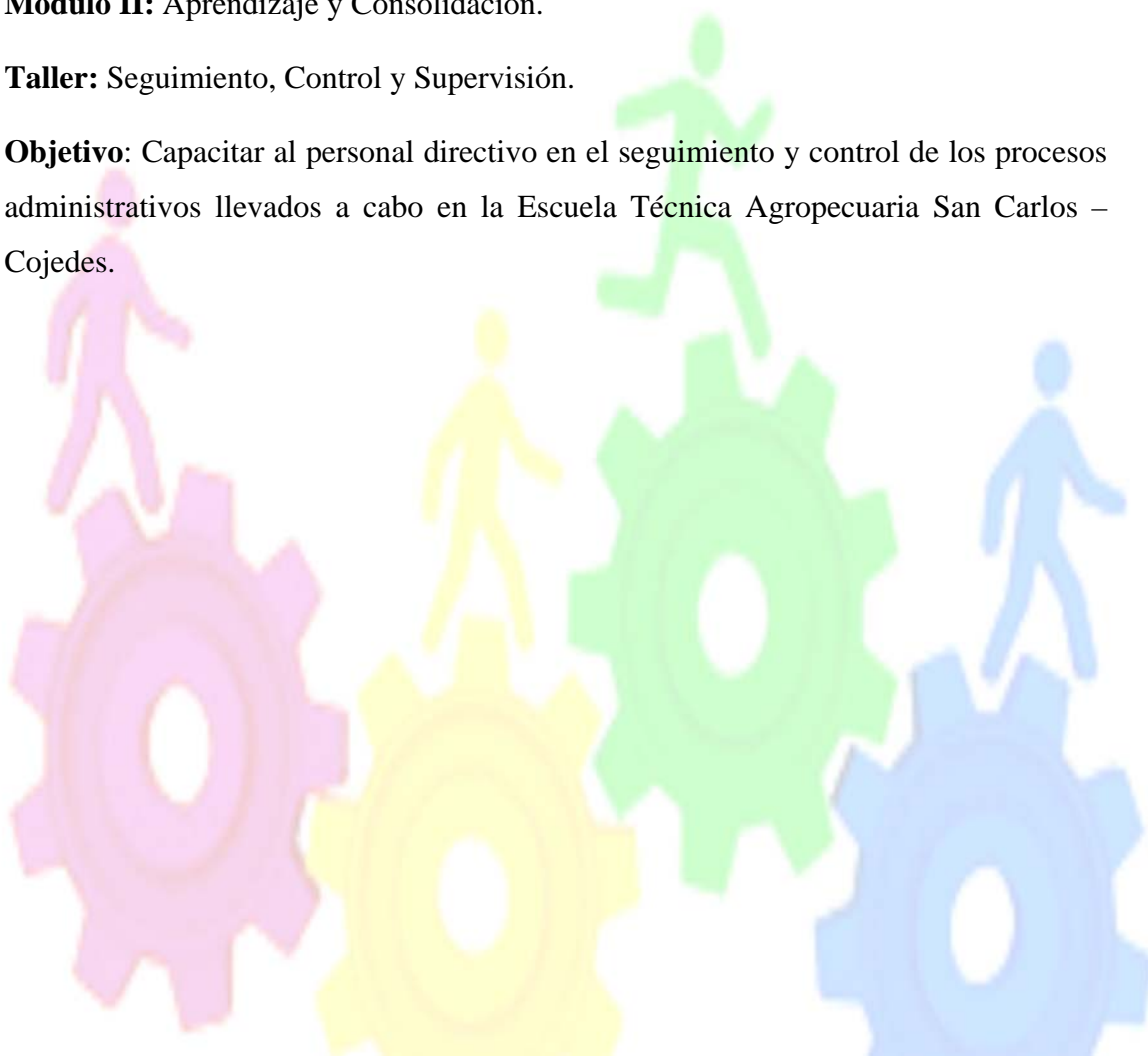 Módulo II: Aprendizaje y Consolidación.
Taller: Seguimiento, Control y Supervisión.
Objetivo: Capacitar al personal directivo en el seguimiento y control de los procesos
administrativos llevados a cabo en la Escuela Técnica Agropecuaria San Carlos –
Cojedes.